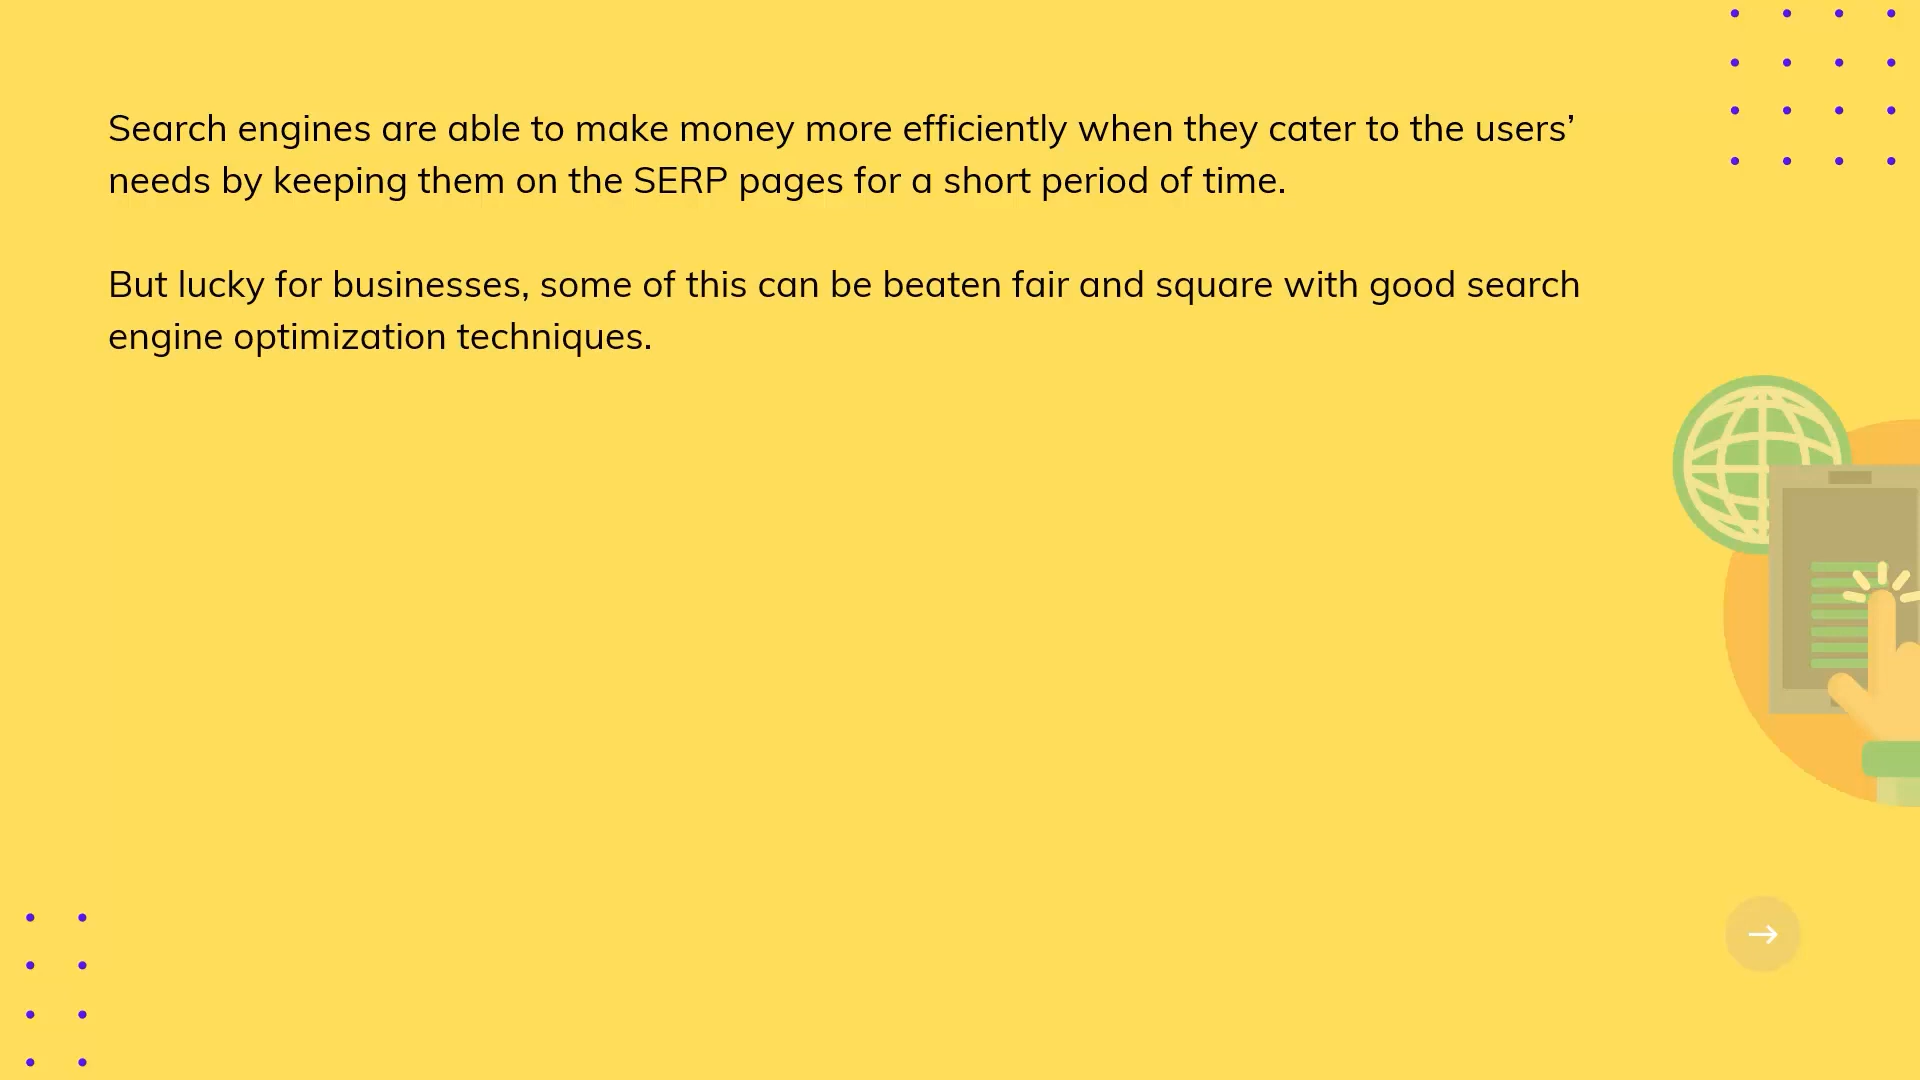 Search engines are able to make money more efficiently when they cater to the users’
needs by keeping them on the SERP pages for a short period of time.
But lucky for businesses, some of this can be beaten fair and square with good search
engine optimization techniques.